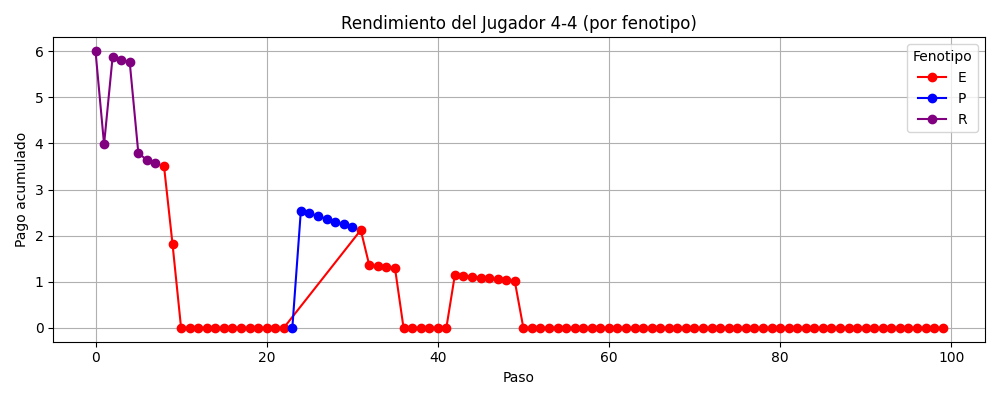 Rendimiento del Jugador 4-4 (por fenotipo)
Pago acumulado
6
5
4
3
2
1
0
Fenotipo
E
P
R
0 20 40 60 80 100
Paso